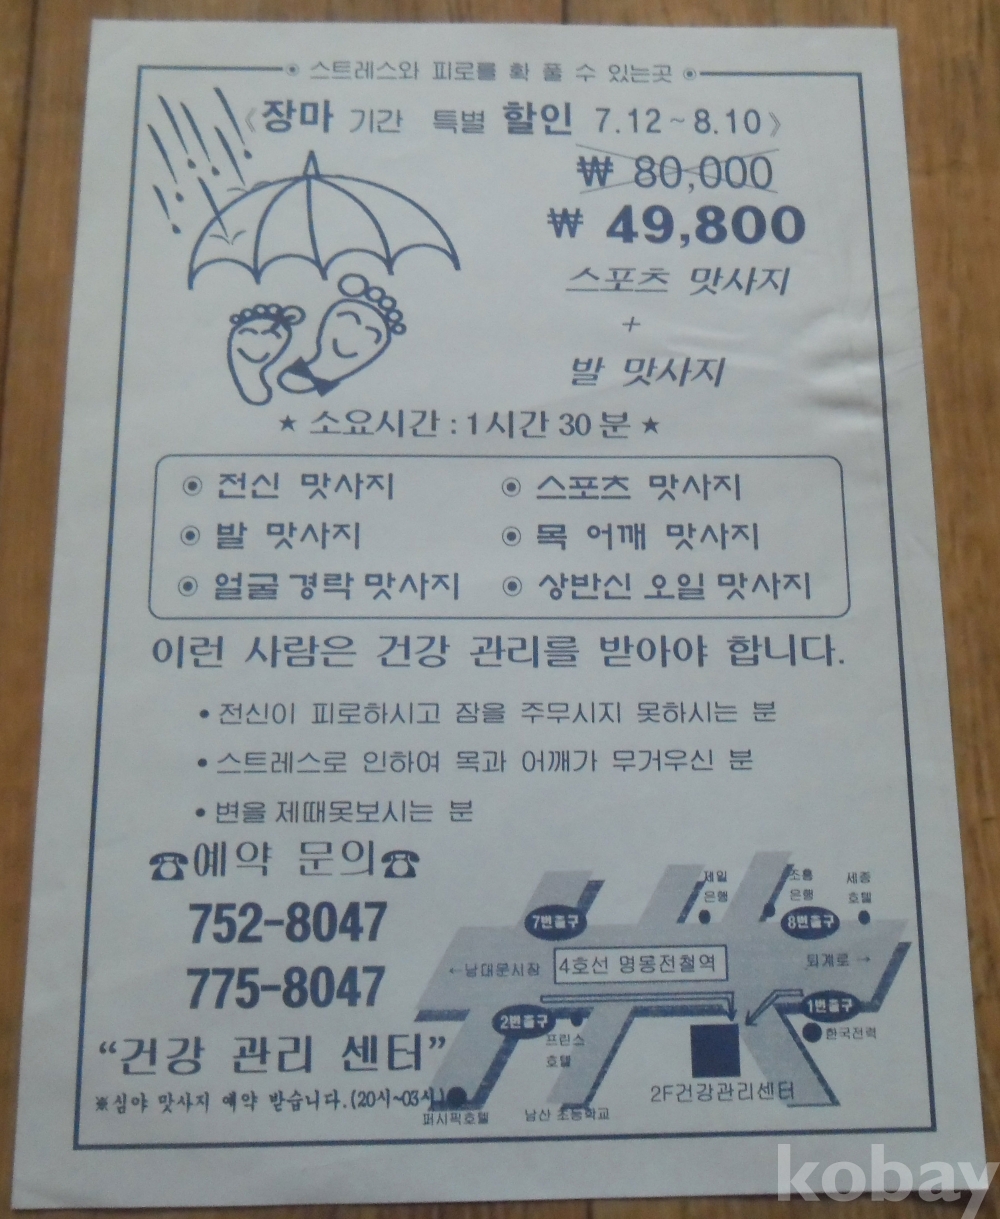 ◉ 스트레스와 피로를 확 풀 수 있는곳 ◉
《장마 기간 특별 할인 7.12~8.10》
₩ 80,000
₩ 49,800
스포츠 맛사지
+
발 맛사지
★ 소요시간 : 1시간 30분 ★
◉ 전신 맛사지 ◉ 스포츠 맛사지
◉ 발 맛사지 ◉ 목 어깨 맛사지
◉ 얼굴 경락 맛사지 ◉ 상반신 오일 맛사지
이런 사람은 건강 관리를 받아야 합니다.
• 전신이 피로하시고 잠을 주무시지 못하시는 분
• 스트레스로 인하여 목과 어깨가 무거우신 분
• 변을 제때못보시는 분
☎예약 문의☎
752-8047
775-8047
“건강 관리 센터”
※심야 맛사지 예약 받습니다.(20시~03시)
제일
은행
조흥
은행
세종
호텔
7번출구
8번출구
←남대문시장
4호선 명동전철역
퇴계로 →
2번출구
1번출구
프린스
호텔
한국전력
2F건강관리센터
퍼시픽호텔
남산 초등학교
kobay